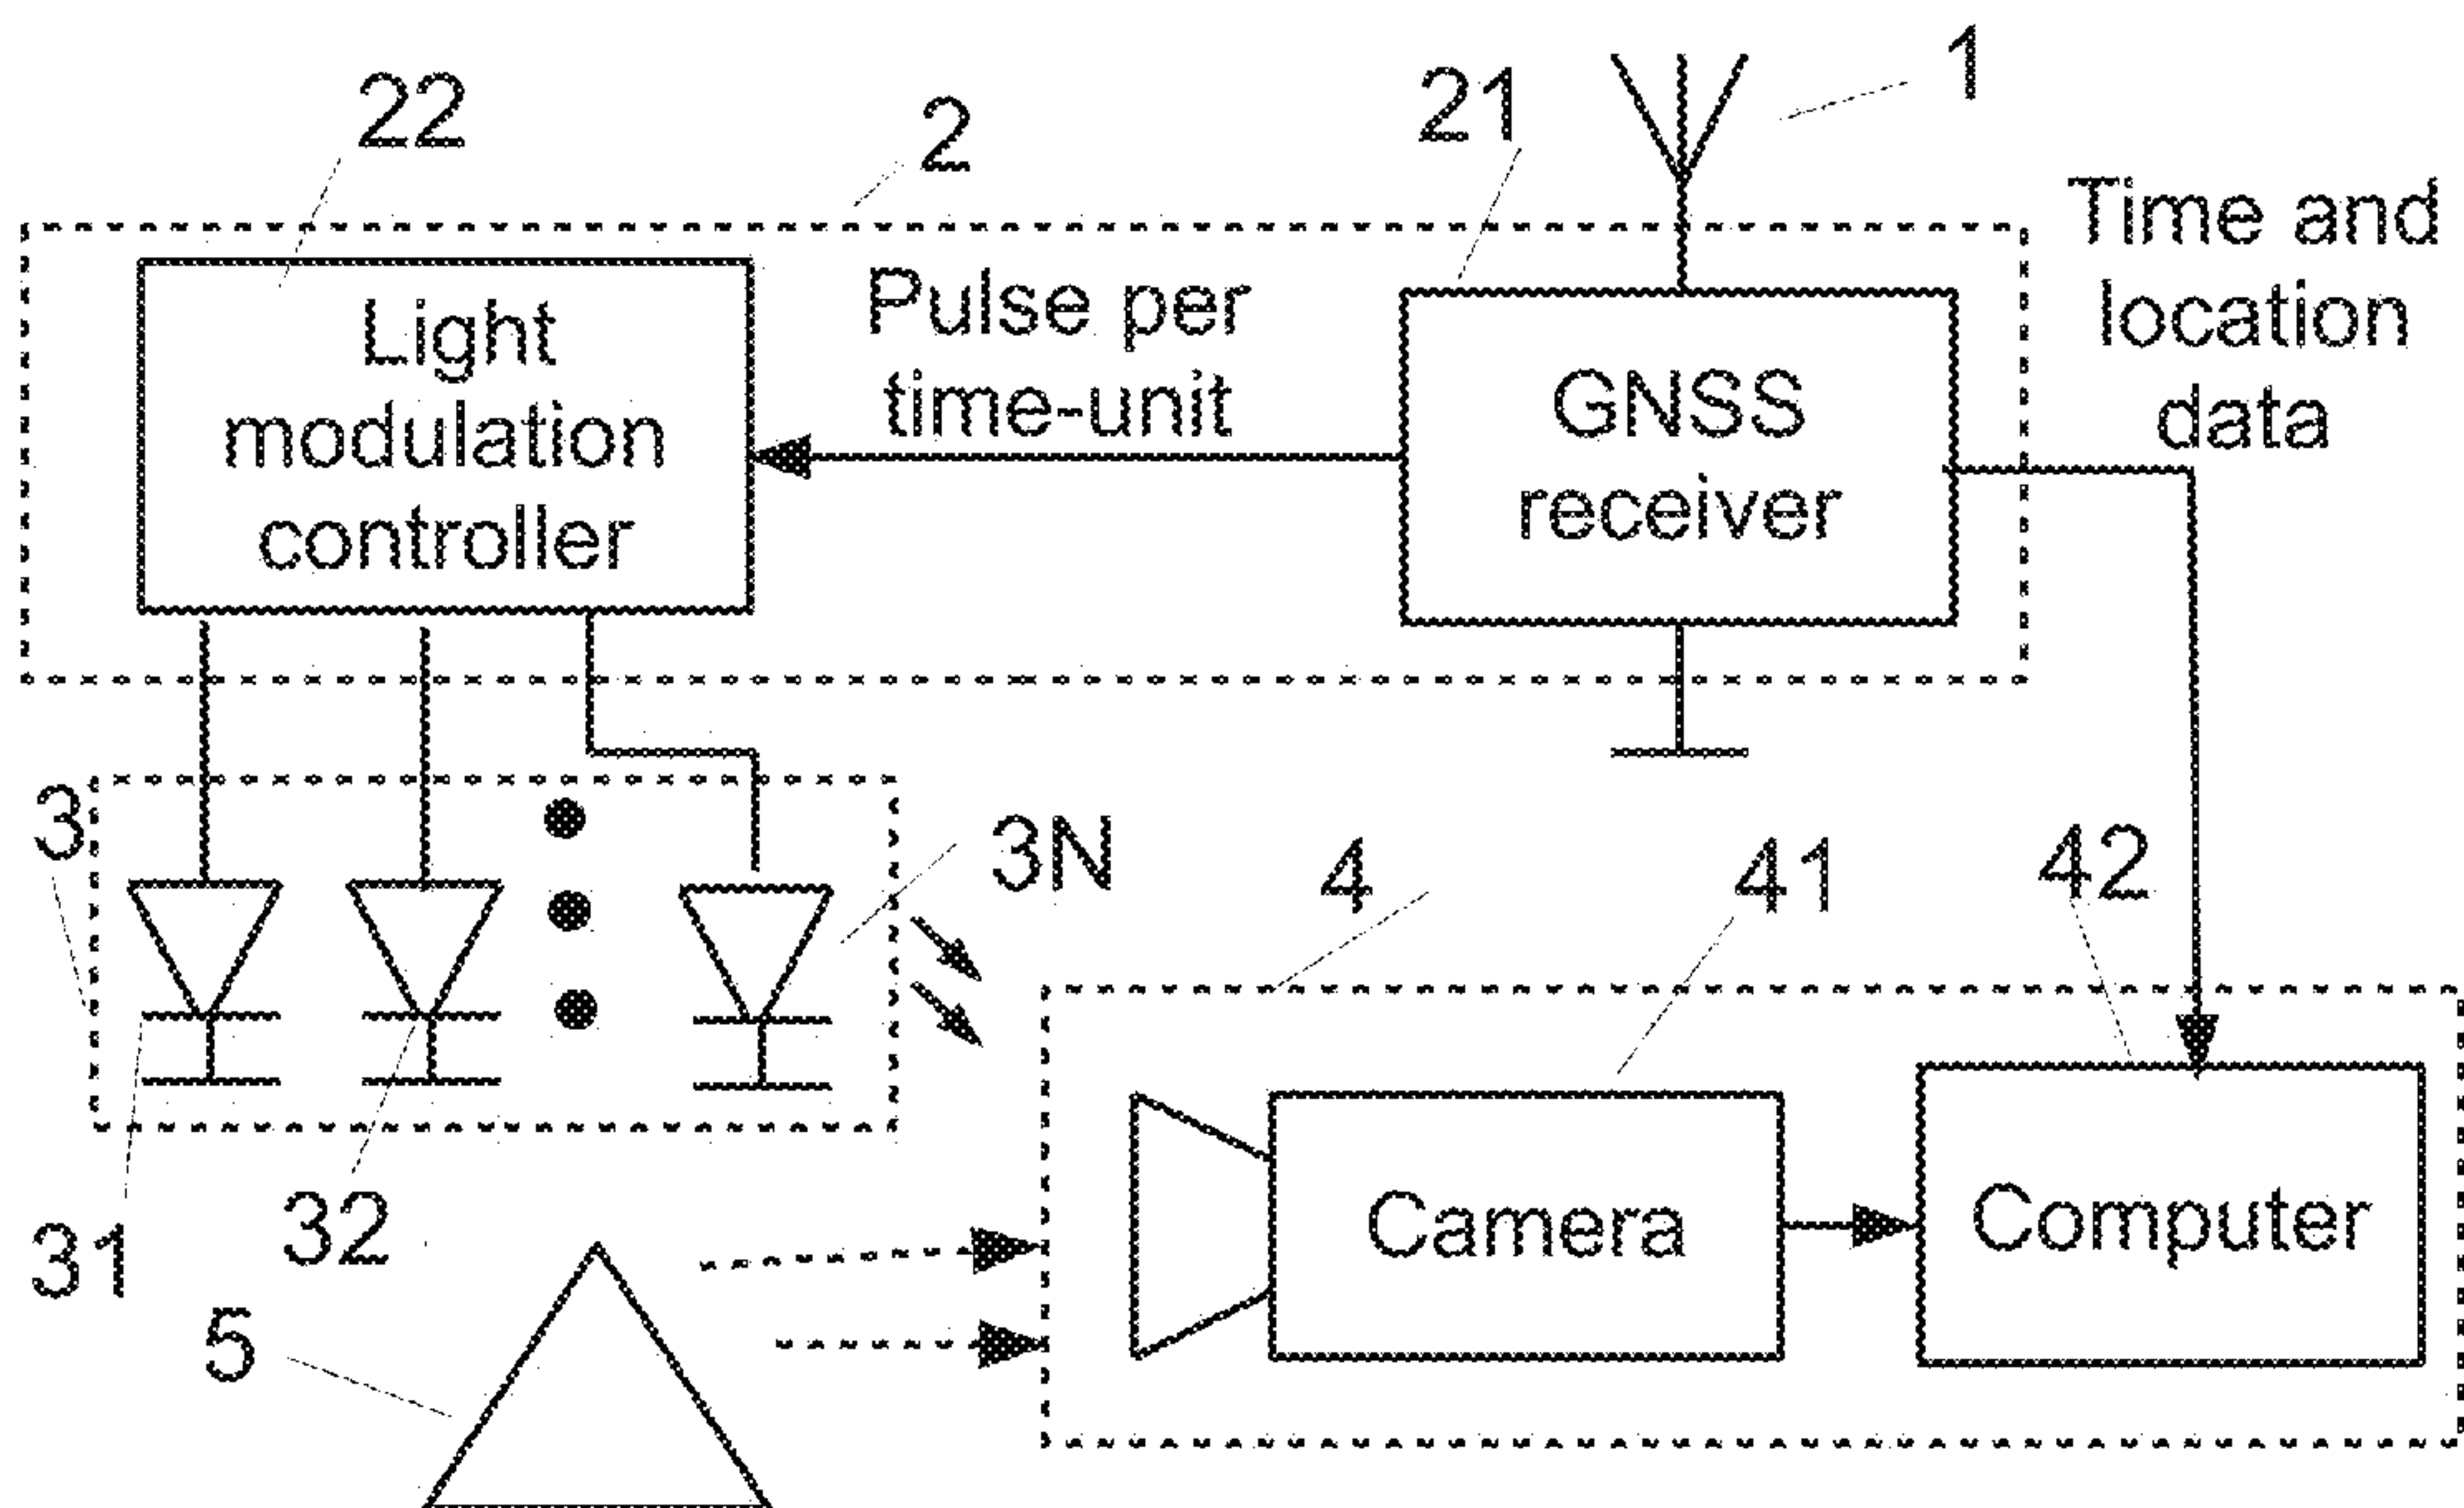 1
22
2
21
Time and
location
data
Light
modulation
controller
Pulse per
time-unit
GNSS
receiver
3
3N
4
41
42
31
32
5
Camera
Computer